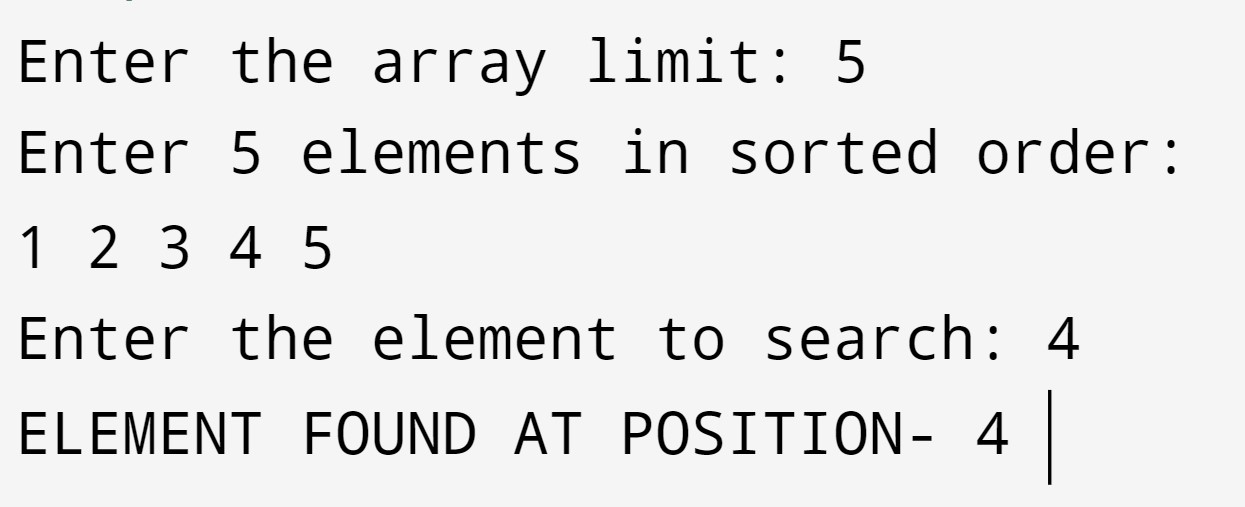 Enter the array limit: 5
Enter 5 elements in sorted order:
1 2 3 4 5
Enter the element to search: 4
ELEMENT FOUND AT POSITION- 4